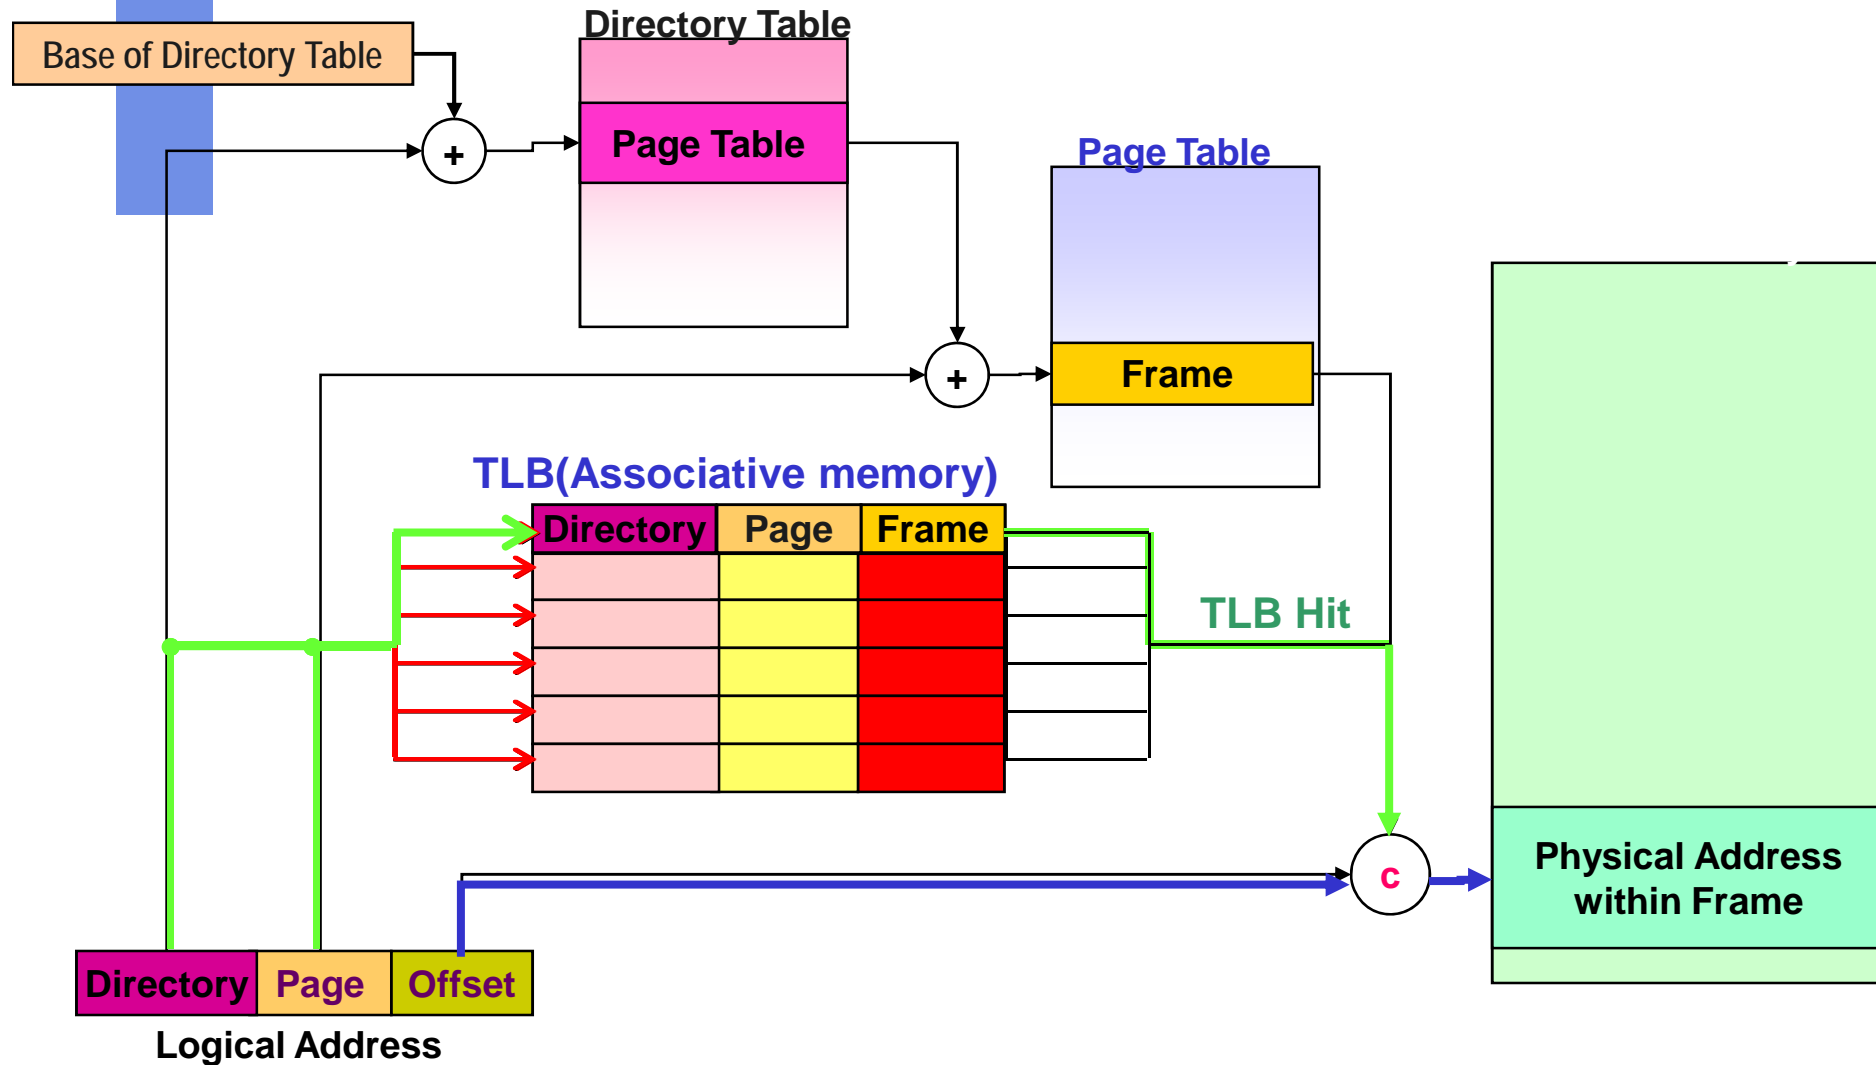 Directory Table
Base of Directory Table
+
Page Table
Page Table
+
Frame
TLB(Associative memory)
Directory Page Frame
TLB Hit
c
Physical Address
within Frame
Directory Page Offset
Logical Address